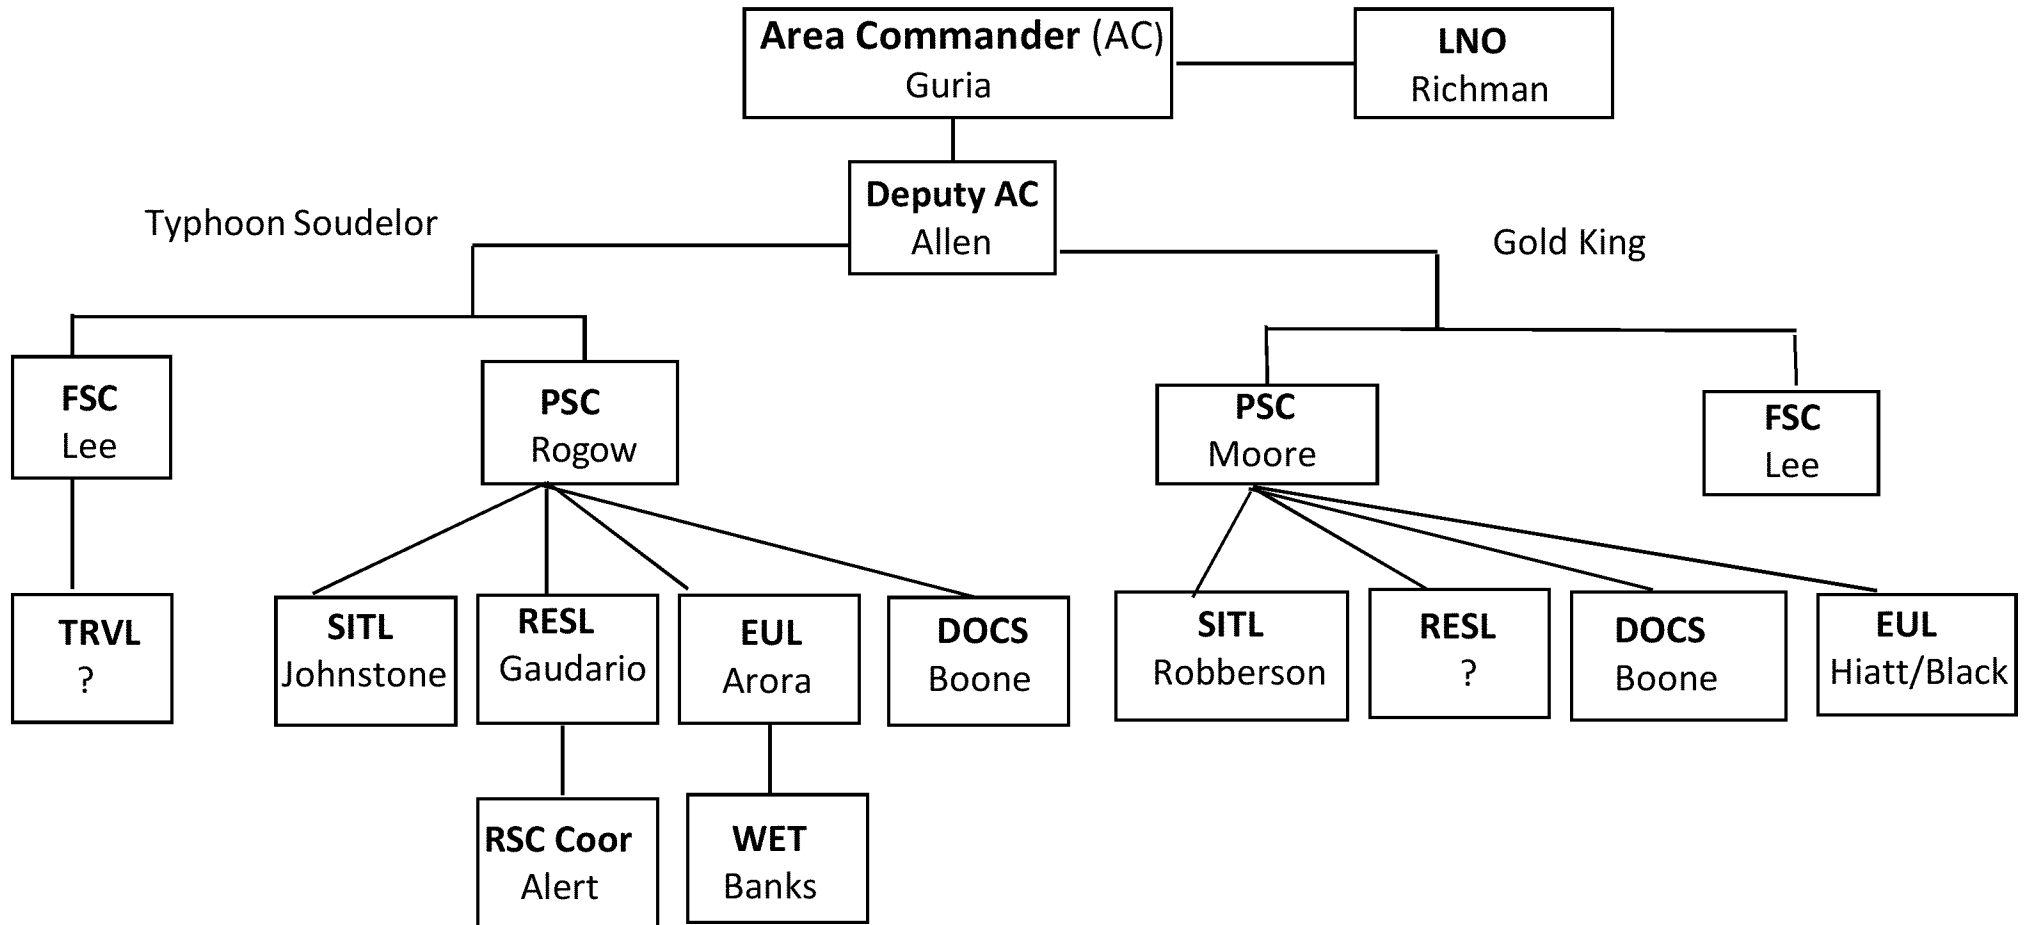 Area Commander (AC)
Guria
LNO
Richman
Deputy AC
Allen
Typhoon Soudelor
Gold King
FSC
Lee
PSC
Rogow
PSC
Moore
FSC
Lee
TRVL
?
SITL
Johnstone
RESL
Gaudario
EUL
Arora
DOCS
Boone
SITL
Robberson
RESL
?
DOCS
Boone
EUL
Hiatt/Black
RSC Coor
Alert
WET
Banks